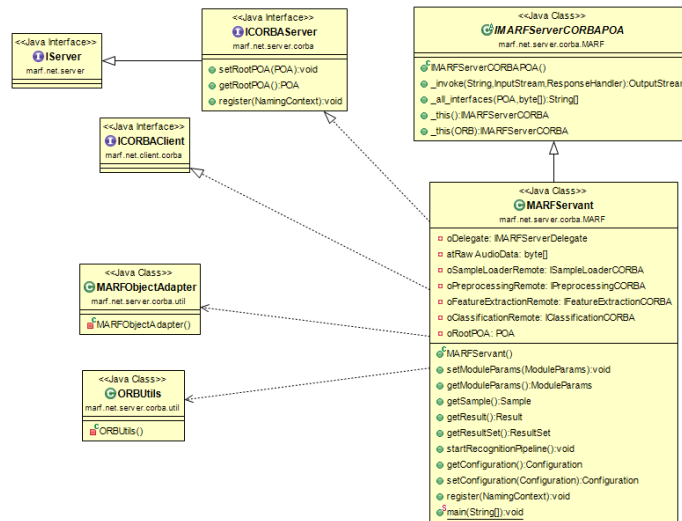 <<Java Interface>>
IServer
marf.net.server
<<Java Interface>>
ICORBAServer
marf.net.server.corba
setRootPOA(POA):void
getRootPOA():POA
register(NamingContext):void
<<Java Class>>
IMARFServerCORBAPOA
marf.net.server.corba.MARF
IMARFServerCORBAPOA()
_invoke(String,InputStream,ResponseHandler):OutputStream
_all_interfaces(POA,byte[]):String[]
_this():IMARFServerCORBA
_this(ORB):IMARFServerCORBA
<<Java Interface>>
ICORBAClient
marf.net.client.corba
<<Java Class>>
MARFServant
marf.net.server.corba.MARF
oDelegate: IMARFServerDelegate
atRaw AudioData: byte[]
oSampleLoaderRemote: ISampleLoaderCORBA
oPreprocessingRemote: IPreprocessingCORBA
oFeatureExtractionRemote: IFeatureExtractionCORBA
oClassificationRemote: IClassificationCORBA
oRootPOA: POA
MARFServant()
setModuleParams(ModuleParams):void
getModuleParams():ModuleParams
getSample():Sample
getResult():Result
getResultSet():ResultSet
startRecognitionPipeline():void
getConfiguration():Configuration
setConfiguration(Configuration):Configuration
register(NamingContext):void
main(String[]):void
<<Java Class>>
MARFObjectAdapter
marf.net.server.corba.util
MARFObjectAdapter()
<<Java Class>>
ORBUtils
marf.net.server.corba.util
ORBUtils()